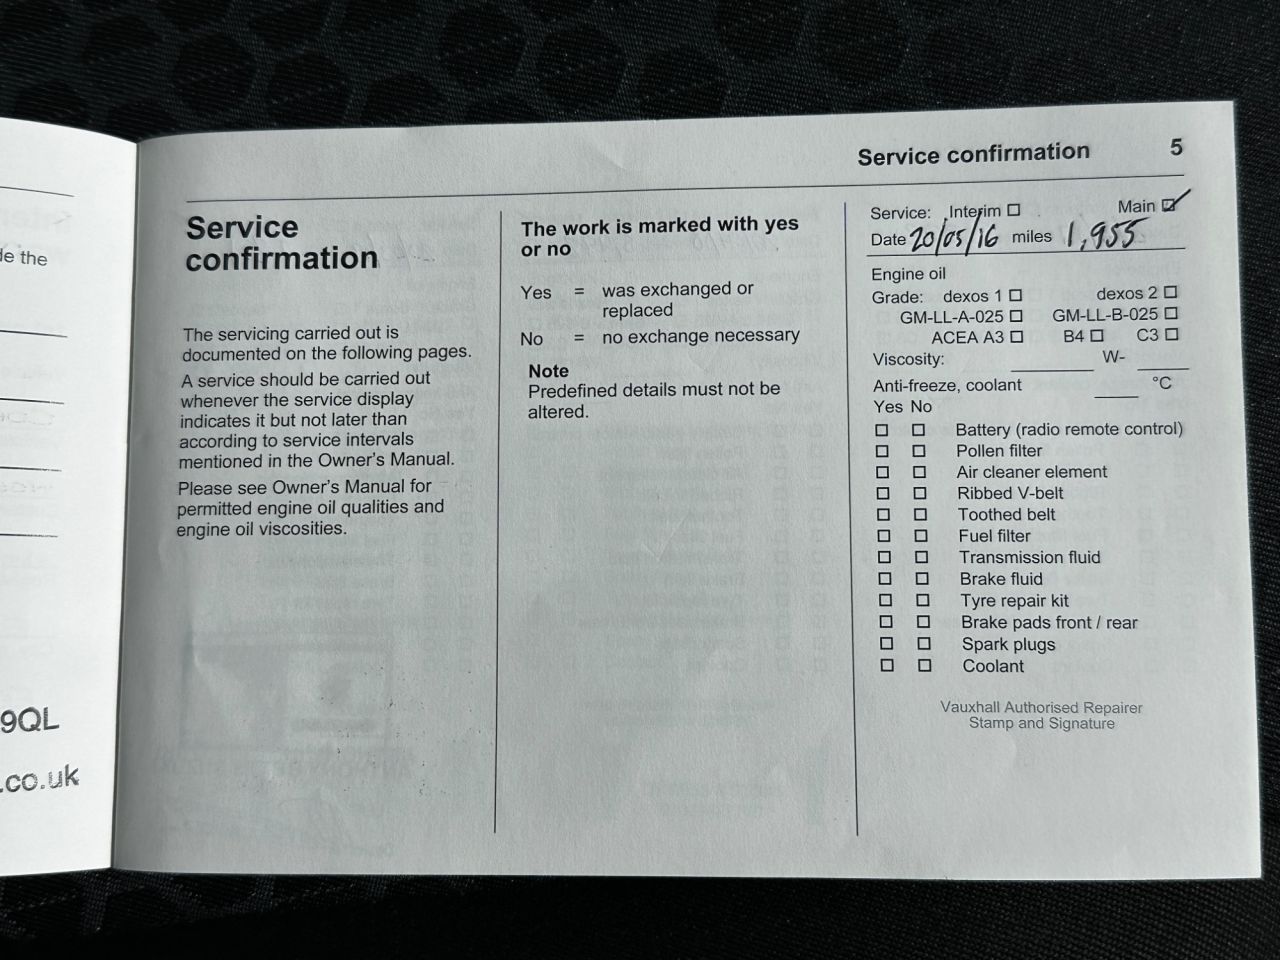 de the
9QL
.co.uk
Service confirmation 5
Service
confirmation
The servicing carried out is
documented on the following pages.
A service should be carried out
whenever the service display
indicates it but not later than
according to service intervals
mentioned in the Owner's Manual.
Please see Owner's Manual for
permitted engine oil qualities and
engine oil viscosities.
The work is marked with yes
or no
Yes = was exchanged or
replaced
No = no exchange necessary
Note
Predefined details must not be
altered.
Service: Interim ☐ Main ☑
Date 20/05/16 miles 1,955
Engine oil
Grade: dexos 1 ☐ dexos 2 ☐
GM-LL-A-025 ☐ GM-LL-B-025 ☐
ACEA A3 ☐ B4 ☐ C3 ☐
Viscosity: W-
Anti-freeze, coolant °C
Yes No
☐ ☐ Battery (radio remote control)
☐ ☐ Pollen filter
☐ ☐ Air cleaner element
☐ ☐ Ribbed V-belt
☐ ☐ Toothed belt
☐ ☐ Fuel filter
☐ ☐ Transmission fluid
☐ ☐ Brake fluid
☐ ☐ Tyre repair kit
☐ ☐ Brake pads front / rear
☐ ☐ Spark plugs
☐ ☐ Coolant
Vauxhall Authorised Repairer
Stamp and Signature